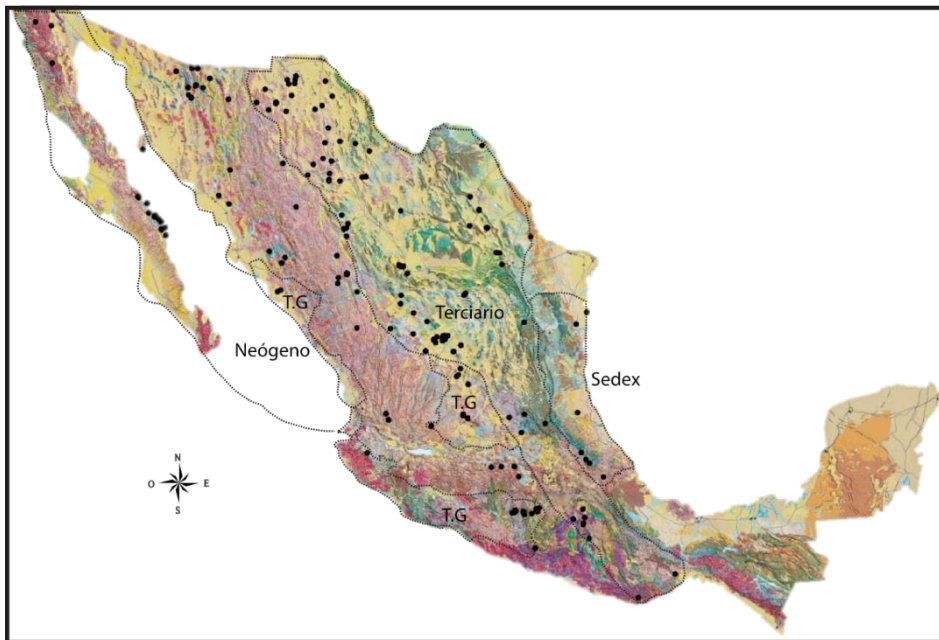 T.G
Terciario
Neógeno
T.G
Sedex
N
O E
S
T.G